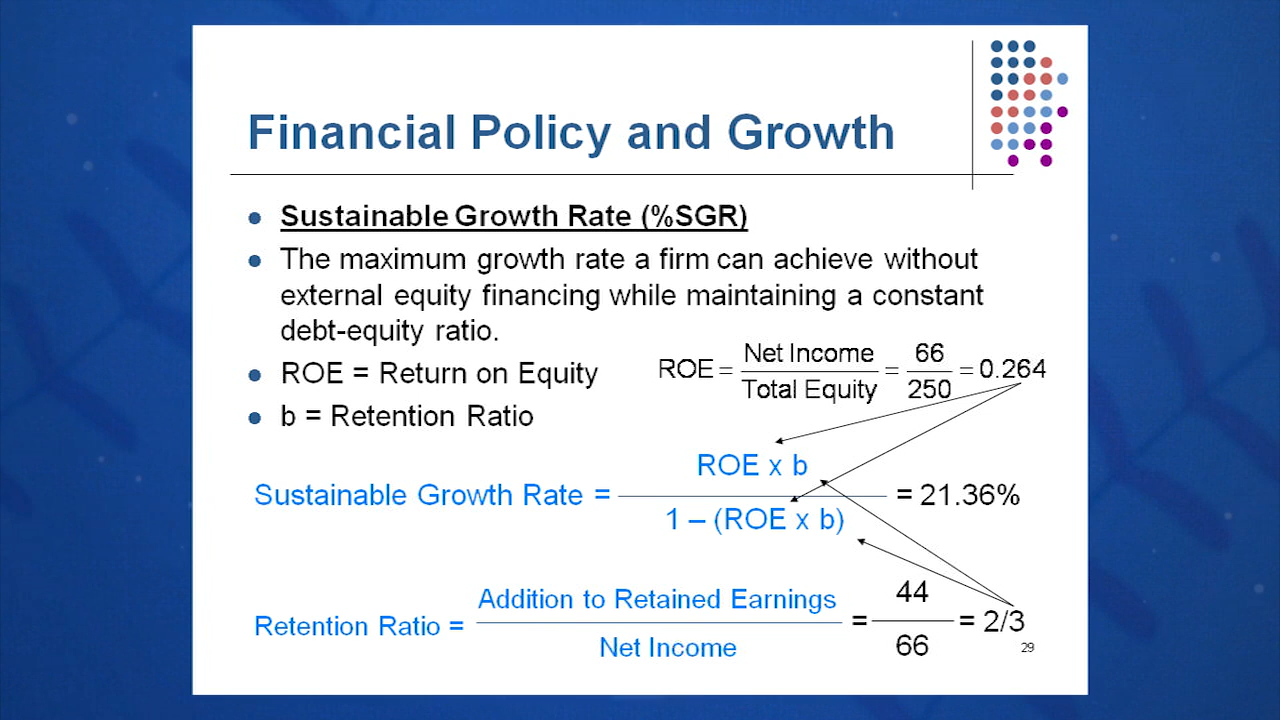 Financial Policy and Growth
Sustainable Growth Rate (%SGR)
The maximum growth rate a firm can achieve without
external equity financing while maintaining a constant
debt-equity ratio.
ROE = Return on Equity
ROE = Net Income / Total Equity = 66 / 250 = 0.264
b = Retention Ratio
Sustainable Growth Rate = ROE x b / 1 – (ROE x b) = 21.36%
Retention Ratio = Addition to Retained Earnings / Net Income = 44 / 66 = 2/3
29